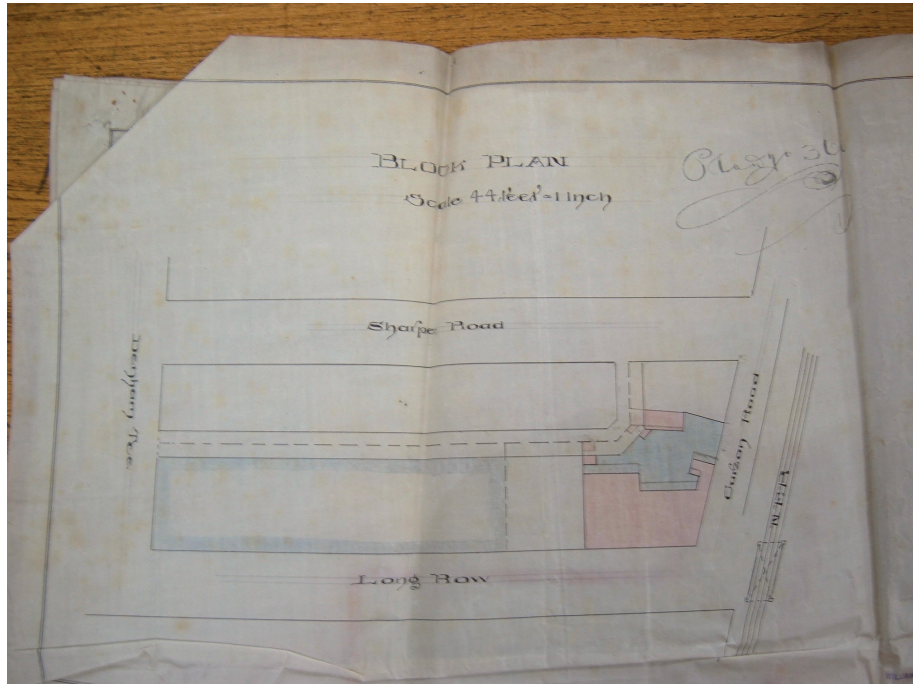 BLOCK PLAN
Scale 44 feet = 1 inch
Sharpe Road
Curzon Road
N E R
Long Row